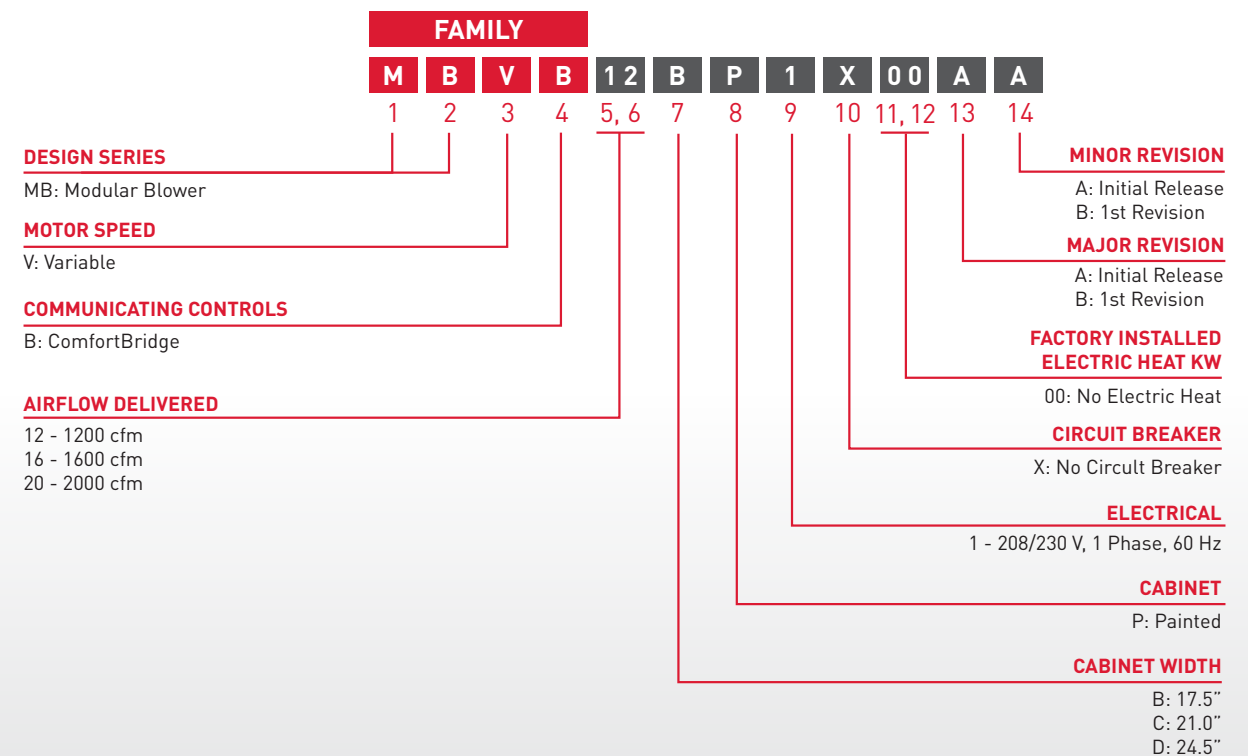 FAMILY
M B V B 12 B P 1 X 00 A A
1 2 3 4 5, 6 7 8 9 10 11, 12 13 14
DESIGN SERIES
MB: Modular Blower
MOTOR SPEED
V: Variable
COMMUNICATING CONTROLS
B: ComfortBridge
AIRFLOW DELIVERED
12 - 1200 cfm
16 - 1600 cfm
20 - 2000 cfm
MINOR REVISION
A: Initial Release
B: 1st Revision
MAJOR REVISION
A: Initial Release
B: 1st Revision
FACTORY INSTALLED
ELECTRIC HEAT KW
00: No Electric Heat
CIRCUIT BREAKER
X: No Circult Breaker
ELECTRICAL
1 - 208/230 V, 1 Phase, 60 Hz
CABINET
P: Painted
CABINET WIDTH
B: 17.5”
C: 21.0”
D: 24.5”